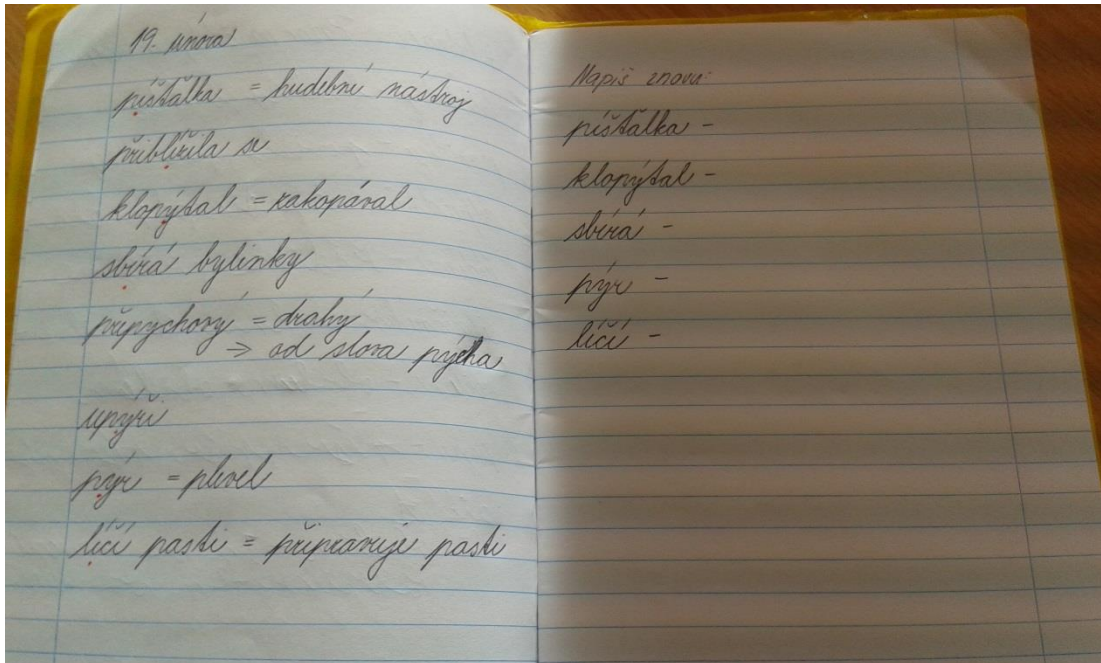 19. února
píšťalka = hudební nástroj
přiblížila se
klopýtal = zakopával
sbírá bylinky
přepychový = drahý
⇒ od slova pýcha
upýří
pýr = plevel
líčí pasti = připravuje pasti
Napiš znovu:
píšťalka -
klopýtal -
sbírá -
pýr -
líčí -